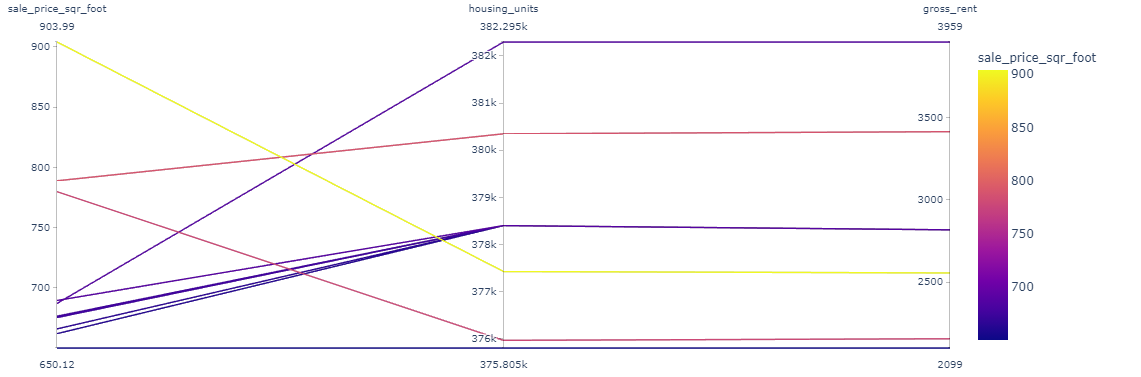 sale_price_sqr_foot housing_units gross_rent
903.99 382.295k 3959
900
850
800
750
700
382k
381k
380k
379k
378k
377k
376k
3500
3000
2500
650.12 375.805k 2099
sale_price_sqr_foot
900
850
800
750
700